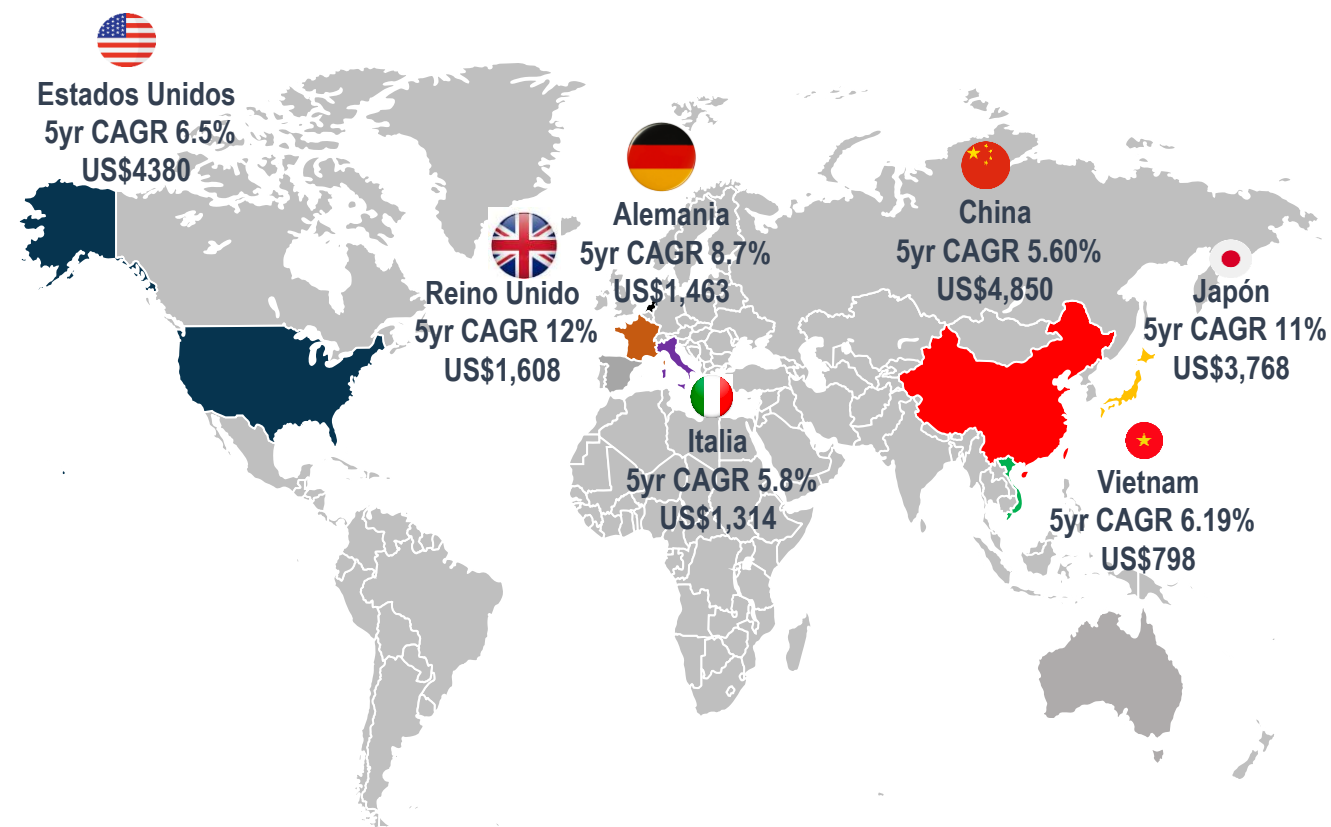 Estados Unidos
5yr CAGR 6.5%
US$4380
Alemania
5yr CAGR 8.7%
US$1,463
China
5yr CAGR 5.60%
US$4,850
Reino Unido
5yr CAGR 12%
US$1,608
Japón
5yr CAGR 11%
US$3,768
Italia
5yr CAGR 5.8%
US$1,314
Vietnam
5yr CAGR 6.19%
US$798